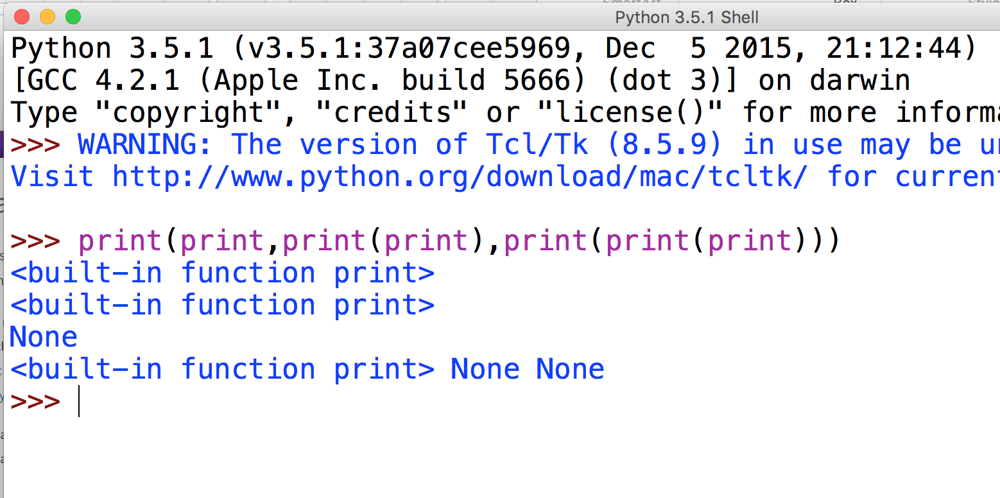 SmartArt
Box
Python 3.5.1 Shell
Python 3.5.1 (v3.5.1:37a07cee5969, Dec  5 2015, 21:12:44)
[GCC 4.2.1 (Apple Inc. build 5666) (dot 3)] on darwin
Type "copyright", "credits" or "license()" for more informa
>>> WARNING: The version of Tcl/Tk (8.5.9) in use may be un
Visit http://www.python.org/download/mac/tcltk/ for current
>>> print(print,print(print),print(print(print)))
<built-in function print>
<built-in function print>
None
<built-in function print> None None
>>>